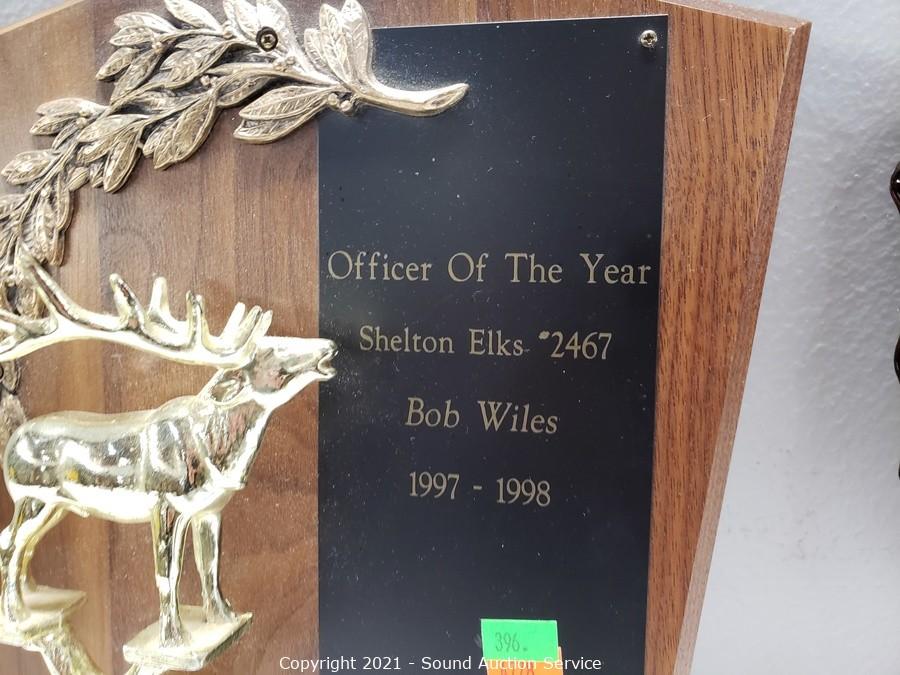 Officer Of The Year
Shelton Elks #2467
Bob Wiles
1997 - 1998
396.
Copyright 2021 - Sound Auction Service